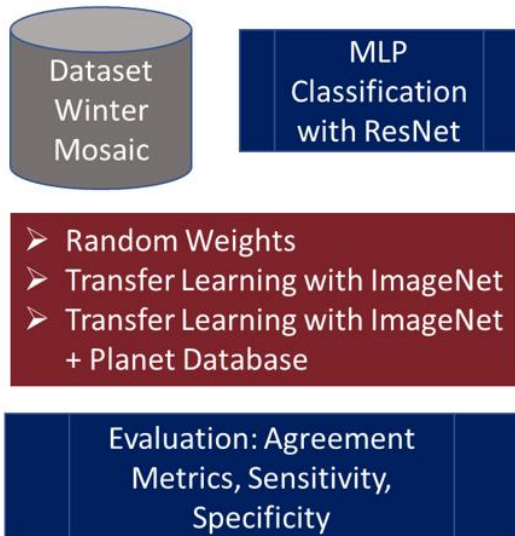 Dataset
Winter
Mosaic
MLP
Classification
with ResNet
➢ Random Weights
➢ Transfer Learning with ImageNet
➢ Transfer Learning with ImageNet
+ Planet Database
Evaluation: Agreement
Metrics, Sensitivity,
Specificity